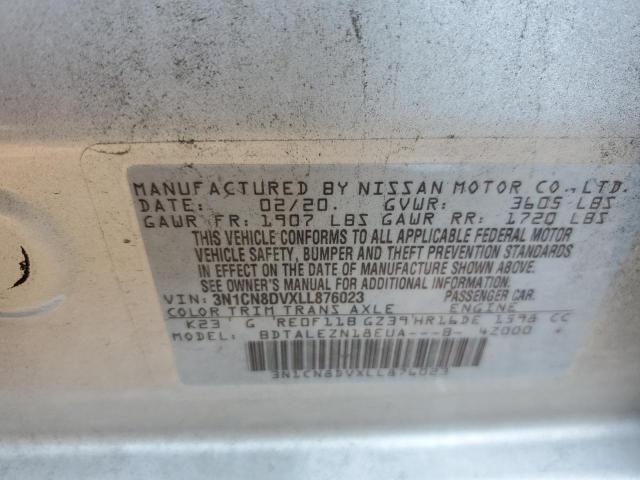 MANUFACTURED BY NISSAN MOTOR CO., LTD.
DATE: 02/20. GVWR: 3605 LBS
GAWR FR: 1907 LBS GAWR RR: 1720 LBS
THIS VEHICLE CONFORMS TO ALL APPLICABLE FEDERAL MOTOR
VEHICLE SAFETY, BUMPER AND THEFT PREVENTION STANDARDS
IN EFFECT ON THE DATE OF MANUFACTURE SHOWN ABOVE.
SEE OWNER'S MANUAL FOR ADDITIONAL INFORMATION
VIN: 3N1CN8DVXLL876023 PASSENGER CAR.
COLOR TRIM TRANS AXLE ENGINE
K23 G RE0F11B GZ39 HR16DE 1598 CC
MODEL: BDTALEZN18EUA---B- 42000 +
3N1CN8DVXLL876023